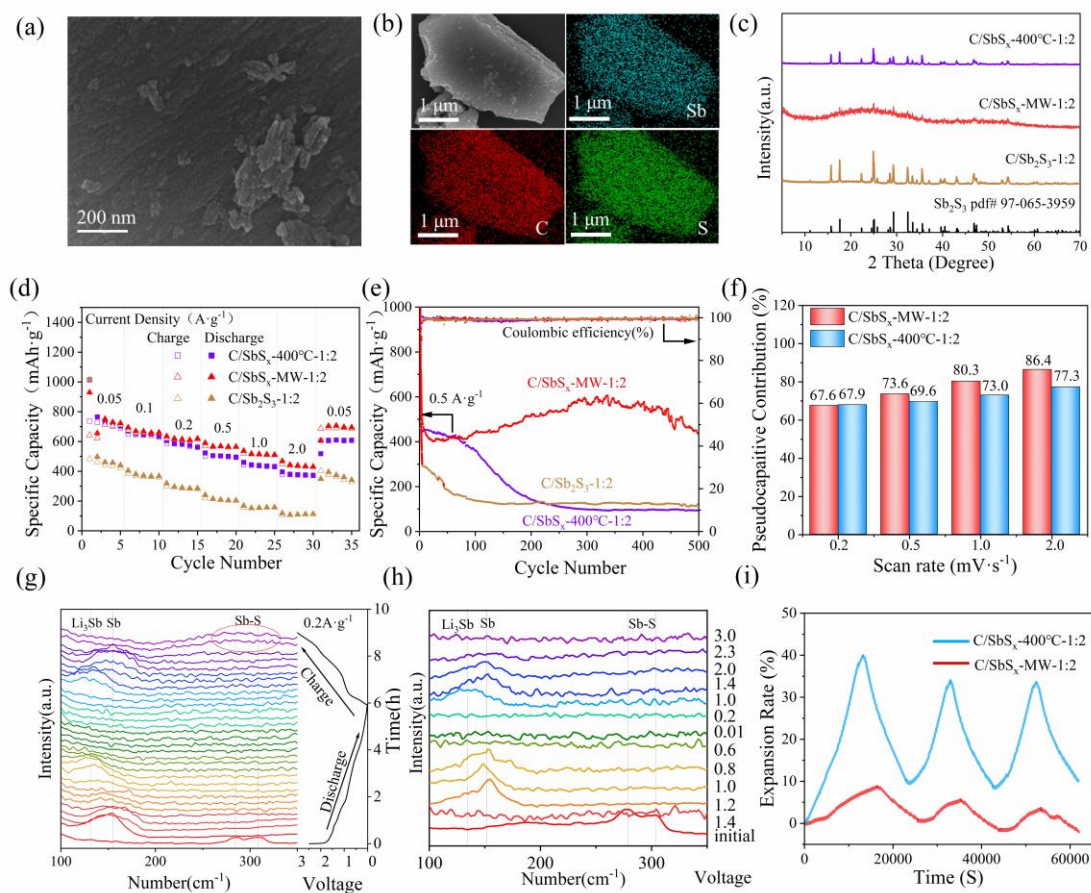 (a)
200 nm
(b)
1 μm
1 μm
Sb
1 μm
C
1 μm
S
(c)
Intensity(a.u.)
C/SbSx-400℃-1:2
C/SbSx-MW-1:2
C/Sb2S3-1:2
Sb2S3 pdf# 97-065-3959
10 20 30 40 50 60 70
2 Theta (Degree)
(d)
Specific Capacity (mAh·g-1)
1400
1200
1000
800
600
400
200
0
Current Density (A·g-1)
Charge Discharge
C/SbSx-400℃-1:2
C/SbSx-MW-1:2
C/Sb2S3-1:2
0.05 0.1 0.2 0.5 1.0 2.0 0.05
0 5 10 15 20 25 30 35
Cycle Number
(e)
Specific Capacity (mAh·g-1)
1000
800
600
400
200
0
Coulombic efficiency(%)
C/SbSx-MW-1:2
0.5 A·g-1
C/Sb2S3-1:2
C/SbSx-400℃-1:2
100
80
60
40
20
0
0 100 200 300 400 500
Cycle Number
(f)
Pseudocapaitive Contribution (%)
120
100
80
60
40
20
0
C/SbSx-MW-1:2
C/SbSx-400℃-1:2
67.6 67.9 73.6 69.6 80.3 73.0 86.4 77.3
0.2 0.5 1.0 2.0
Scan rate (mV·s-1)
(g)
Intensity(a.u.)
Li3Sb Sb Sb-S
0.2A·g-1
Charge
Discharge
10
8
6
4
2
0
Time(h)
100 200 300 3 2 1 0
Number(cm-1) Voltage
(h)
Intensity(a.u.)
Li3Sb Sb Sb-S
3.0
2.3
2.0
1.4
1.0
0.2
0.01
0.6
0.8
1.0
1.2
1.4
initial
100 200 300
Number(cm-1) Voltage
(i)
Expansion Rate (%)
50
40
30
20
10
0
C/SbSx-400℃-1:2
C/SbSx-MW-1:2
0 20000 40000 60000
Time (S)